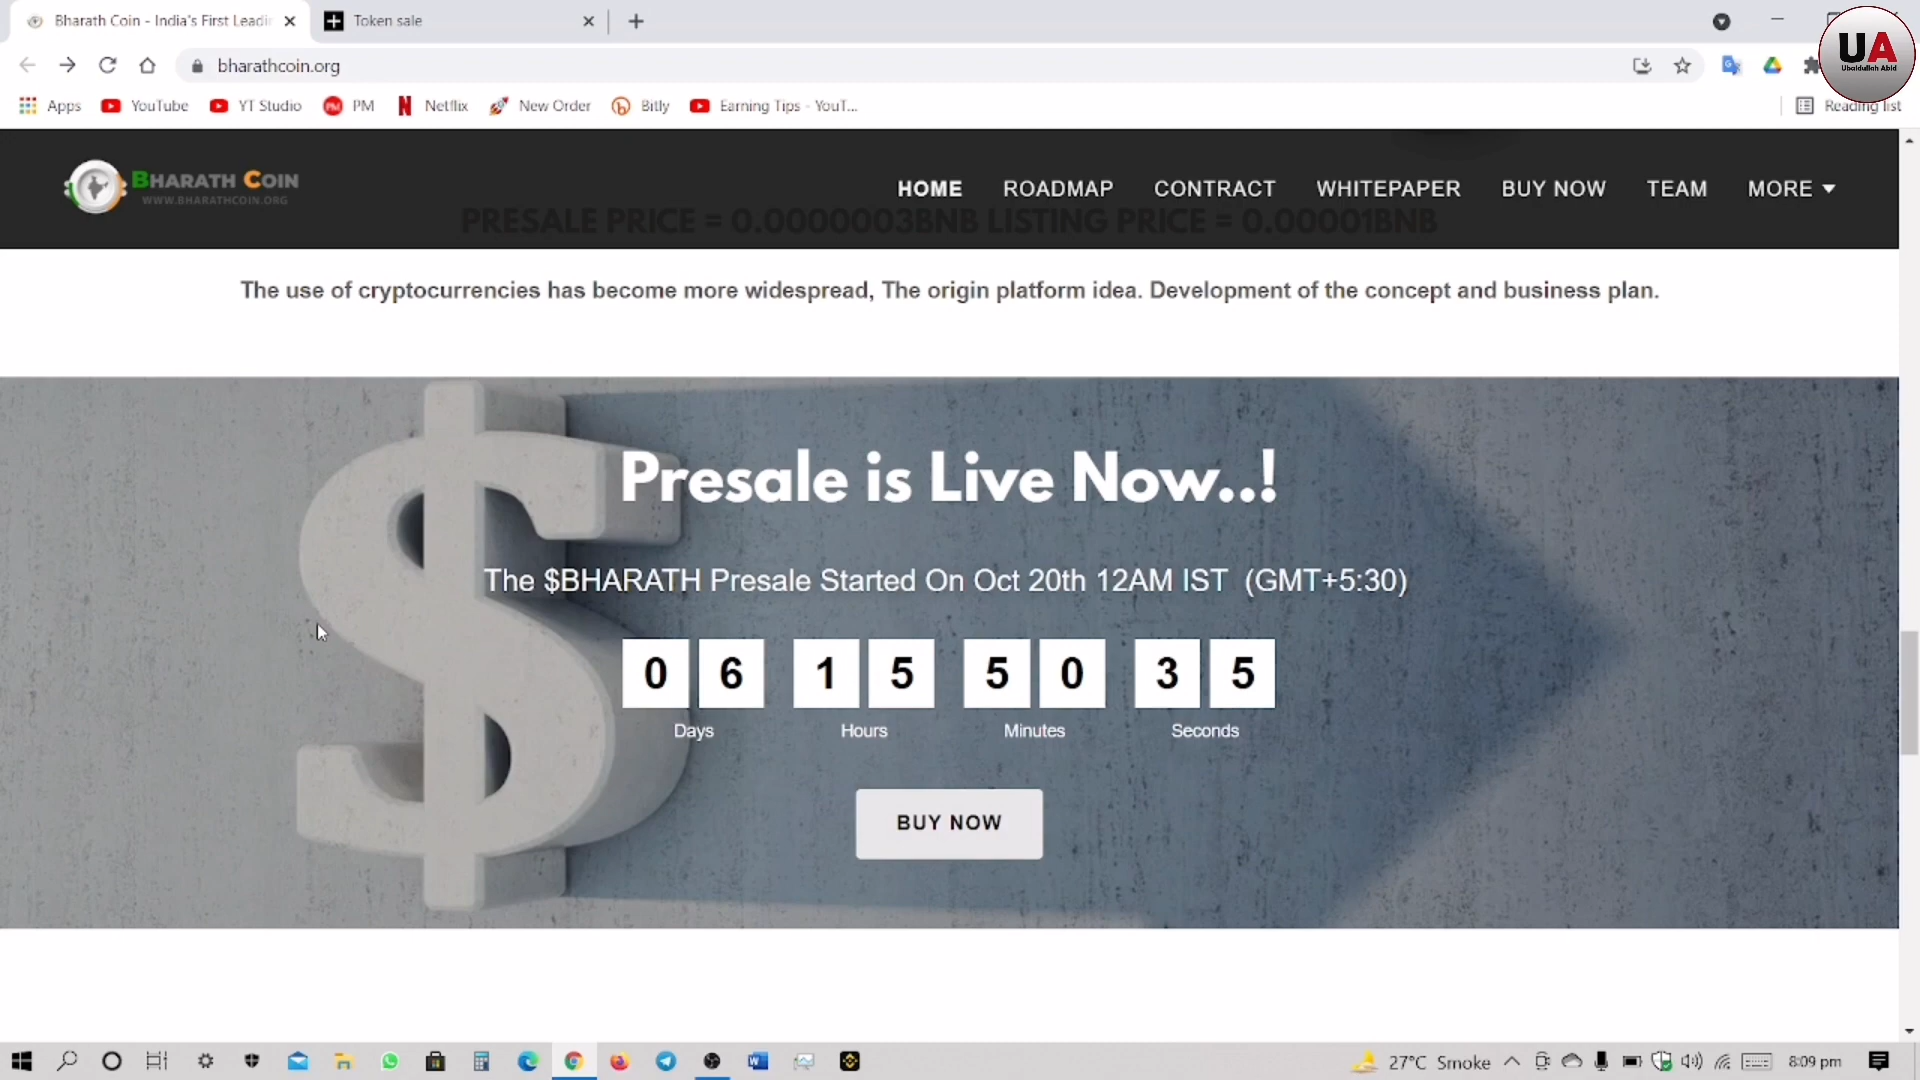 Bharath Coin - India's First Leadi
Token sale
bharathcoin.org
UA
Ubaidullah Abid
Apps
YouTube
YT Studio
PM
Netflix
New Order
Bitly
Earning Tips - YouT...
Reading list
BHARATH COIN
WWW.BHARATHCOIN.ORG
HOME
ROADMAP
CONTRACT
WHITEPAPER
BUY NOW
TEAM
MORE
PRESALE PRICE = 0.0000003BNB LISTING PRICE = 0.00001BNB
The use of cryptocurrencies has become more widespread, The origin platform idea. Development of the concept and business plan.
Presale is Live Now..!
The $BHARATH Presale Started On Oct 20th 12AM IST (GMT+5:30)
0 6 1 5 5 0 3 5
Days Hours Minutes Seconds
BUY NOW
27°C Smoke
8:09 pm